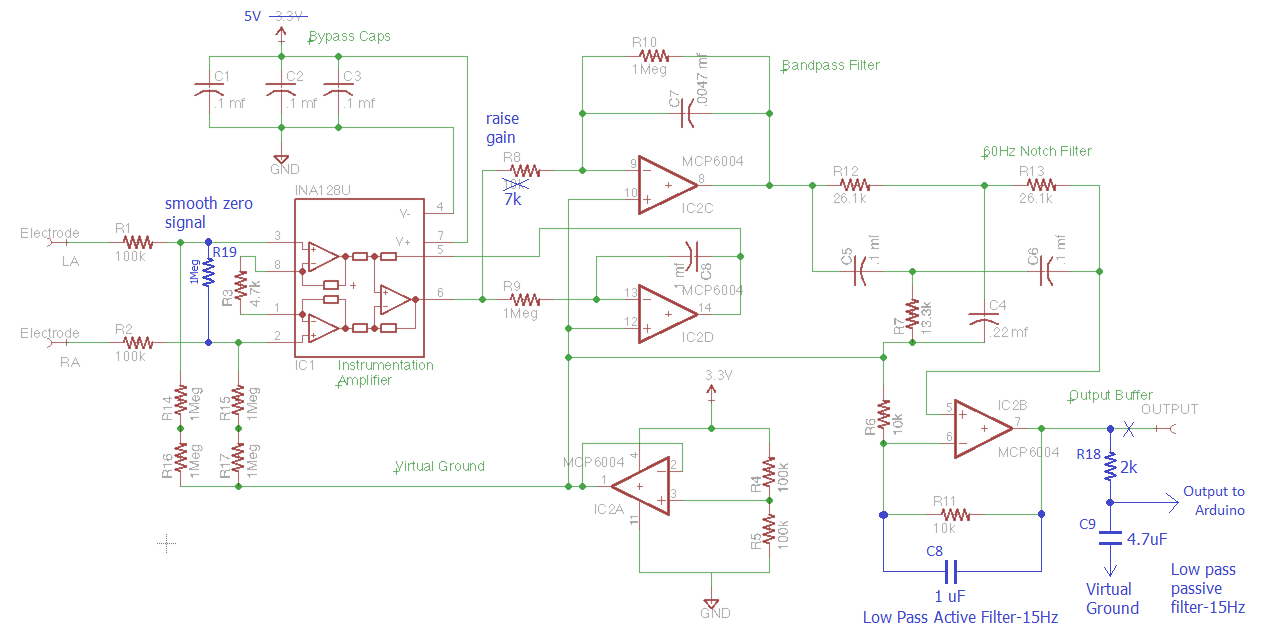 5V 3.3V
Bypass Caps
C1
.1 mf
C2
.1 mf
C3
.1 mf
GND
R10
1Meg
C7
.0047 mf
Bandpass Filter
raise
gain
R8
10k
7k
9
10
8
MCP6004
IC2C
60Hz Notch Filter
R12
26.1k
R13
26.1k
INA128U
V- 4
V+ 7
5
6
3
8
1
2
smooth zero
signal
Electrode
LA
R1
100k
R19
1Meg
R3
4.7k
Electrode
RA
R2
100k
IC1
Instrumentation
Amplifier
R9
1Meg
1 mf
C8
MCP6004
13
12
14
IC2D
C5
.1 mf
C6
.1 mf
R7
13.3k
C4
.22mf
R14
1Meg
R15
1Meg
R16
1Meg
R17
1Meg
Virtual Ground
3.3V
MCP6004
4
2
3
1
11
IC2A
R4
100k
R5
100k
GND
R6
10k
5
6
7
IC2B
MCP6004
Output Buffer
OUTPUT
R18
2k
Output to
Arduino
R11
10k
C8
1 uF
Low Pass Active Filter-15Hz
C9
4.7uF
Virtual
Ground
Low pass
passive
filter-15Hz